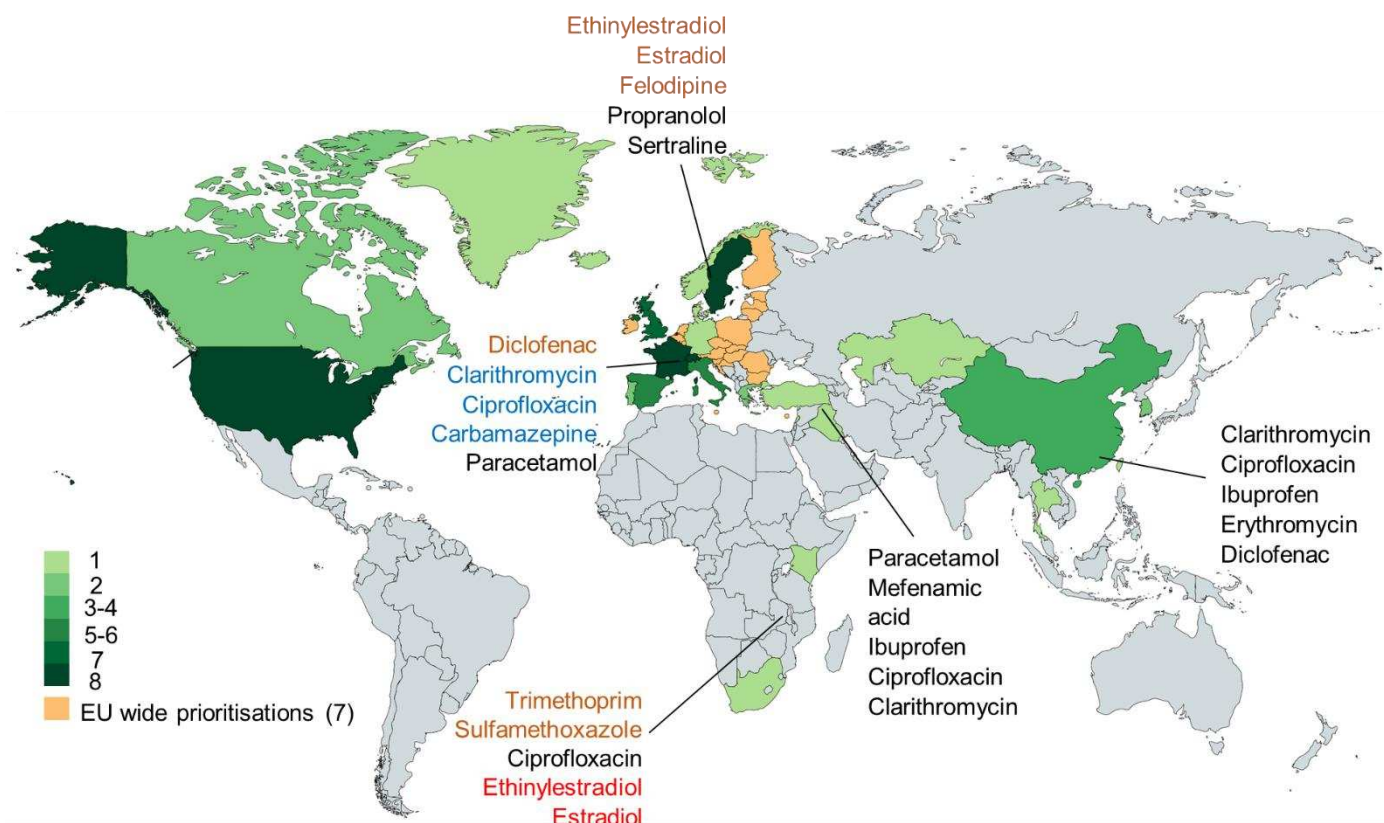 Ethinylestradiol
Estradiol
Felodipine
Propranolol
Sertraline
Diclofenac
Clarithromycin
Ciprofloxacin
Carbamazepine
Paracetamol
Clarithromycin
Ciprofloxacin
Ibuprofen
Erythromycin
Diclofenac
Paracetamol
Mefenamic
acid
Ibuprofen
Ciprofloxacin
Clarithromycin
1
2
3-4
5-6
7
8
EU wide prioritisations (7)
Trimethoprim
Sulfamethoxazole
Ciprofloxacin
Ethinylestradiol
Estradiol